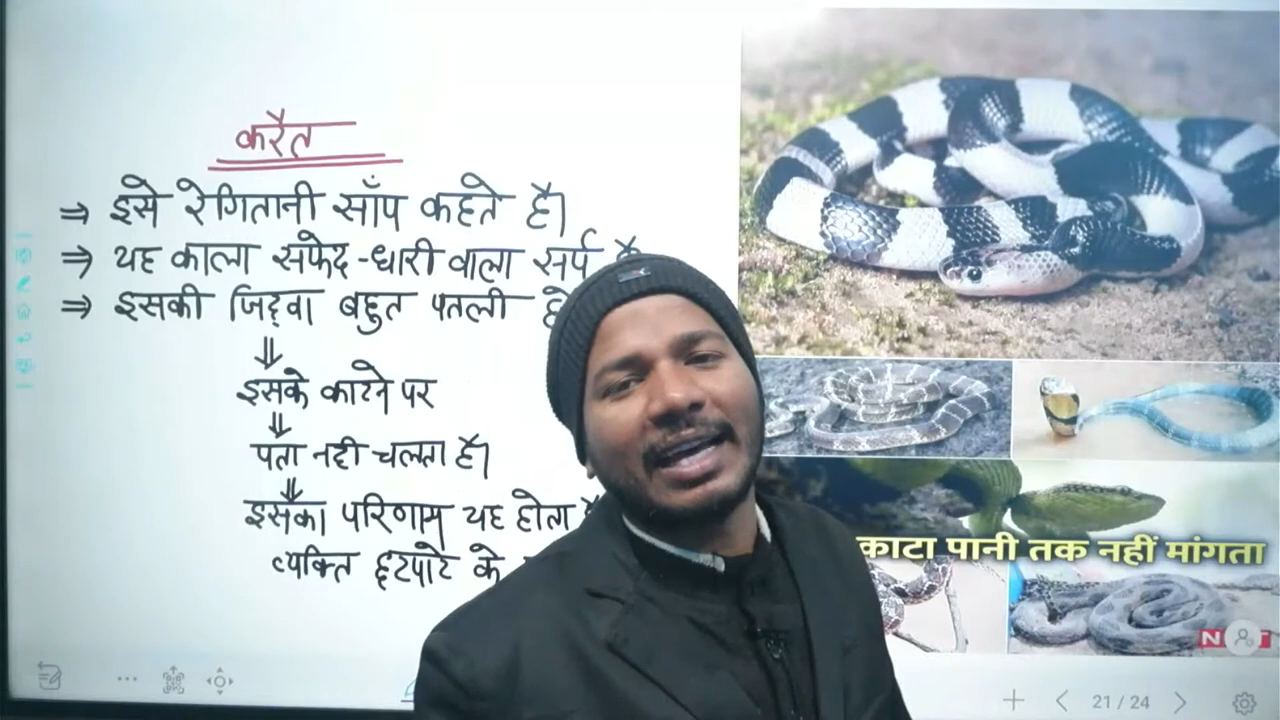 करैत
⇒ इसे रेगितानी साँप कहते है।
⇒ यह काला सफेद-धारी वाला सर्प है
⇒ इसकी जिह्वा बहुत पतली
⇓
इसके काटने पर
⇓
पता नही चलता है।
⇓
इसका परिणाम यह होता
व्यक्ति छटपटे के
काटा पानी तक नहीं मांगता
21 / 24